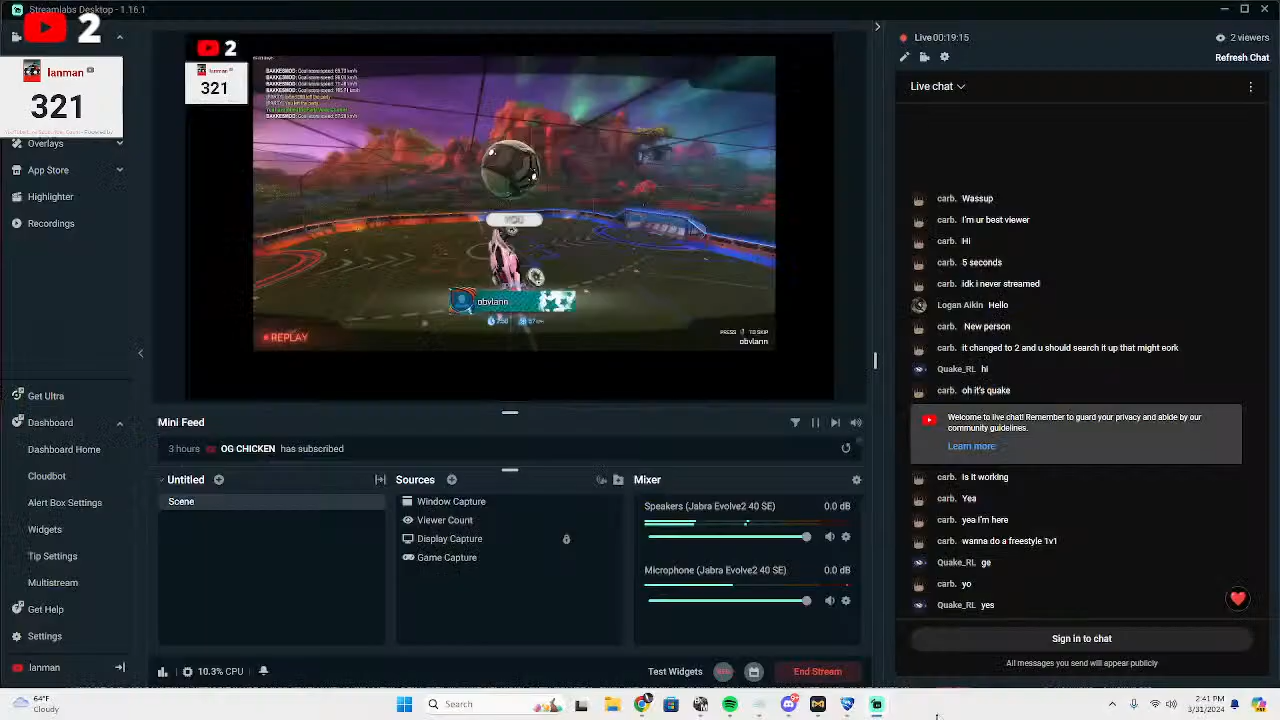 Streamlabs Desktop - 1.16.1
2
lanman
321
Overlays
App Store
Highlighter
Recordings
Get Ultra
Dashboard
Dashboard Home
Cloudbot
Alert Box Settings
Widgets
Tip Settings
Multistream
Get Help
Settings
lanman
2
lanman
321
YOU
obvlann
REPLAY
PRESS TO SKIP
obvlann
Mini Feed
3 hours OG CHICKEN has subscribed
Untitled
Scene
Sources
Window Capture
Viewer Count
Display Capture
Game Capture
Mixer
Speakers (Jabra Evolve2 40 SE) 0.0 dB
Microphone (Jabra Evolve2 40 SE) 0.0 dB
10.3% CPU
Test Widgets
REC
End Stream
Live 00:19:15
2 viewers
Refresh Chat
Live chat
carb. Wassup
carb. I'm ur best viewer
carb. Hi
carb. 5 seconds
carb. idk i never streamed
Logan Aikin Hello
carb. New person
carb. it changed to 2 and u should search it up that might work
Quake_RL hi
carb. oh it's quake
Welcome to live chat! Remember to guard your privacy and abide by our
community guidelines.
Learn more
carb. Is it working
carb. Yea
carb. yea i'm here
carb. wanna do a freestyle 1v1
Quake_RL ge
carb. yo
Quake_RL yes
Sign in to chat
All messages you send will appear publicly
64°F
Cloudy
Search
2:41 PM
3/12/2024